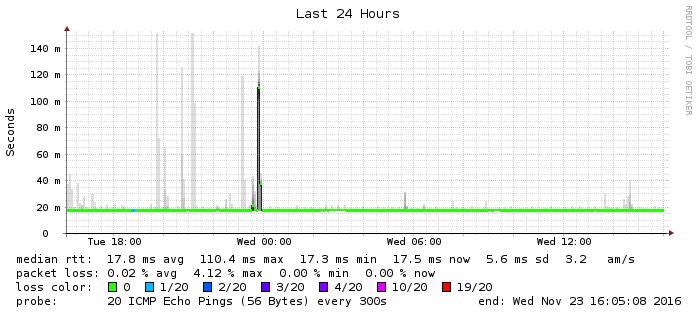 Last 24 Hours
RRDTOOL / TOBI OETIKER
Seconds
140 m
120 m
100 m
80 m
60 m
40 m
20 m
0
Tue 18:00 Wed 00:00 Wed 06:00 Wed 12:00
median rtt: 17.8 ms avg 110.4 ms max 17.3 ms min 17.5 ms now 5.6 ms sd 3.2 am/s
packet loss: 0.02 % avg 4.12 % max 0.00 % min 0.00 % now
loss color: 0 1/20 2/20 3/20 4/20 10/20 19/20
probe: 20 ICMP Echo Pings (56 Bytes) every 300s end: Wed Nov 23 16:05:08 2016